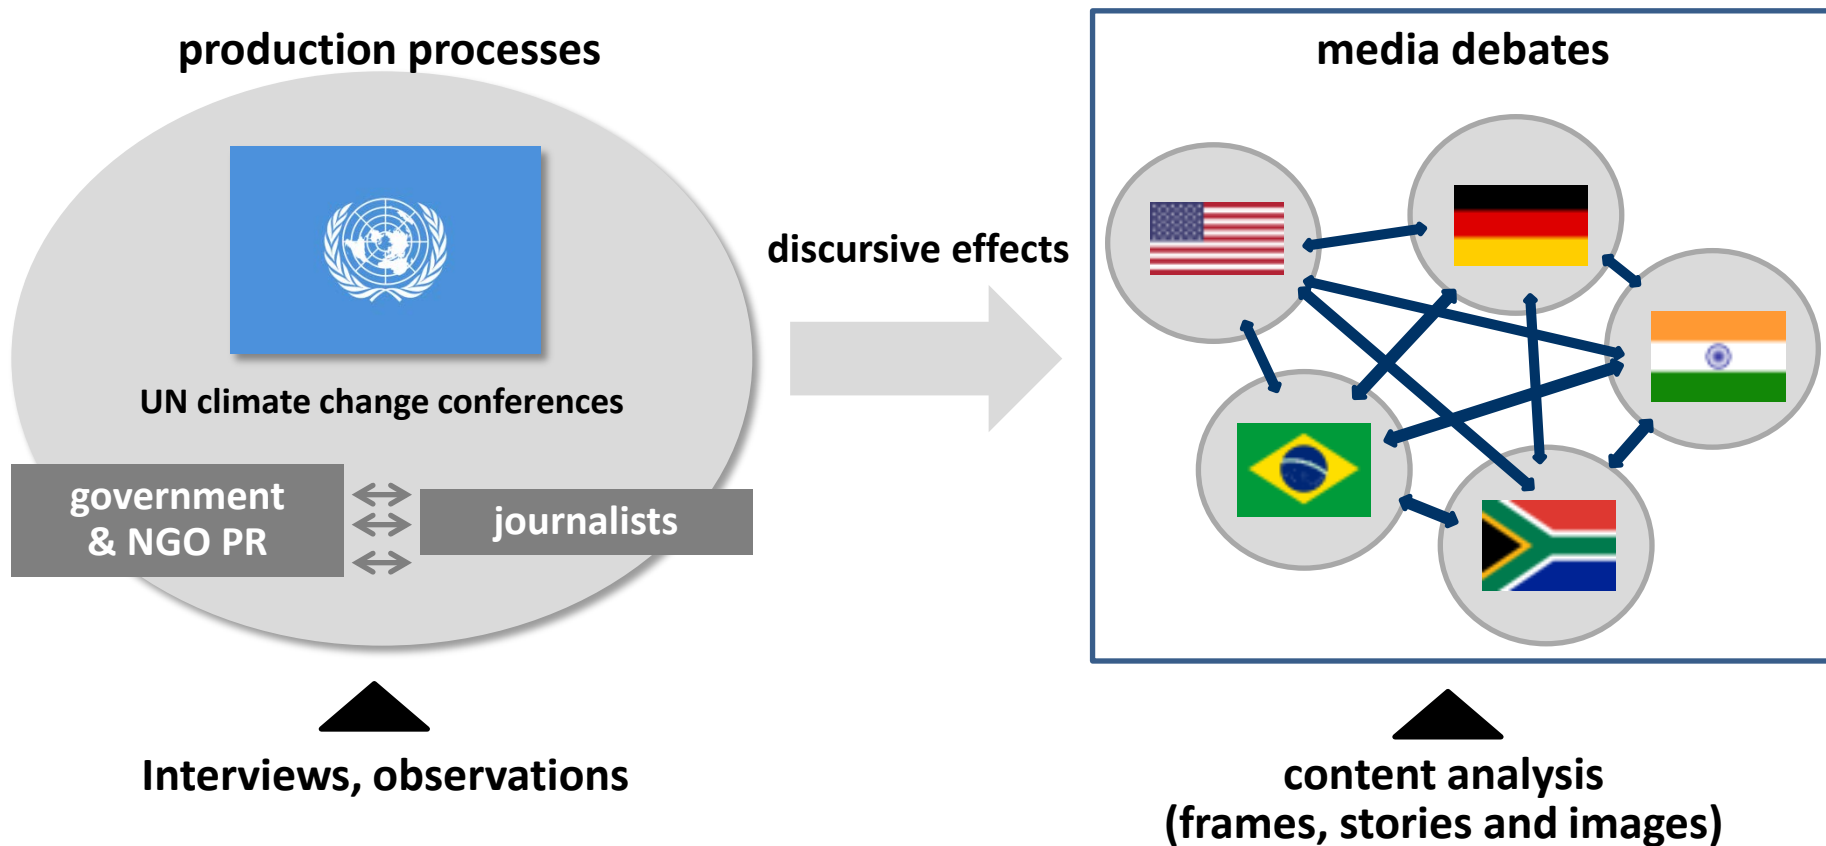 production processes
UN climate change conferences
government
& NGO PR
journalists
Interviews, observations
discursive effects
media debates
content analysis
(frames, stories and images)